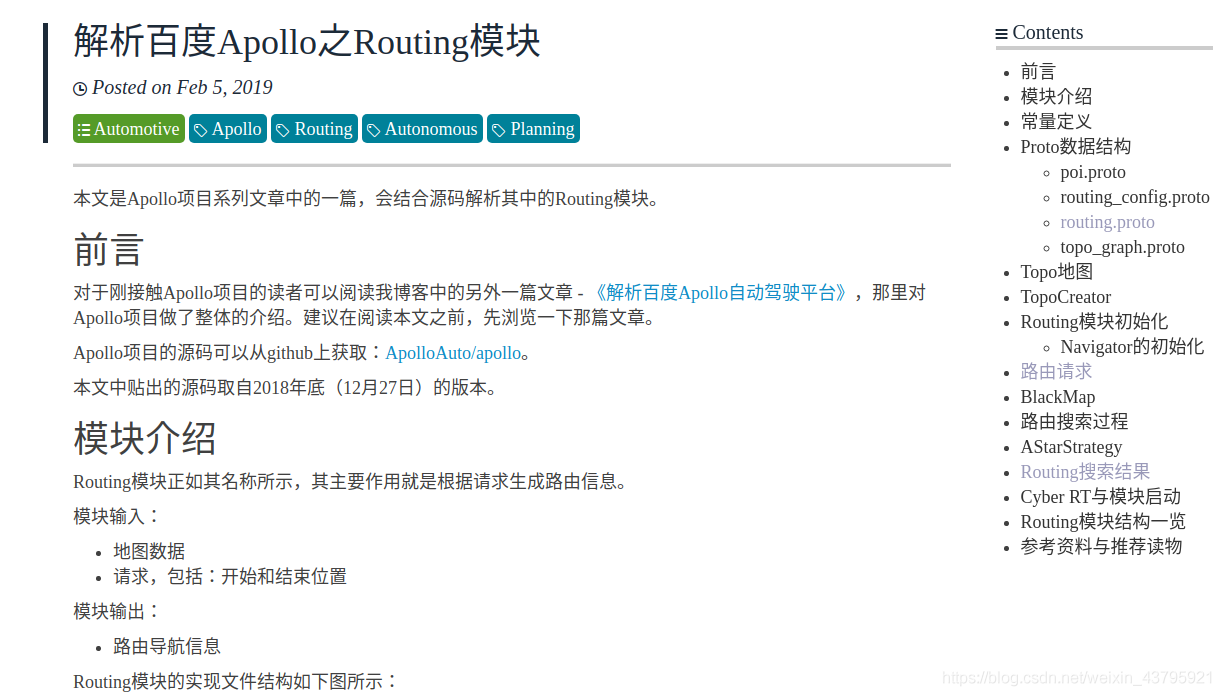 解析百度Apollo之Routing模块
Posted on Feb 5, 2019
Automotive Apollo Routing Autonomous Planning
本文是Apollo项目系列文章中的一篇，会结合源码解析其中的Routing模块。
前言
对于刚接触Apollo项目的读者可以阅读我博客中的另外一篇文章 - 《解析百度Apollo自动驾驶平台》，那里对
Apollo项目做了整体的介绍。建议在阅读本文之前，先浏览一下那篇文章。
Apollo项目的源码可以从github上获取：ApolloAuto/apollo。
本文中贴出的源码取自2018年底（12月27日）的版本。
模块介绍
Routing模块正如其名称所示，其主要作用就是根据请求生成路由信息。
模块输入：
地图数据
请求，包括：开始和结束位置
模块输出：
路由导航信息
Routing模块的实现文件结构如下图所示：
Contents
前言
模块介绍
常量定义
Proto数据结构
poi.proto
routing_config.proto
routing.proto
topo_graph.proto
Topo地图
TopoCreator
Routing模块初始化
Navigator的初始化
路由请求
BlackMap
路由搜索过程
AStarStrategy
Routing搜索结果
Cyber RT与模块启动
Routing模块结构一览
参考资料与推荐读物
https://blog.csdn.net/weixin_43795921